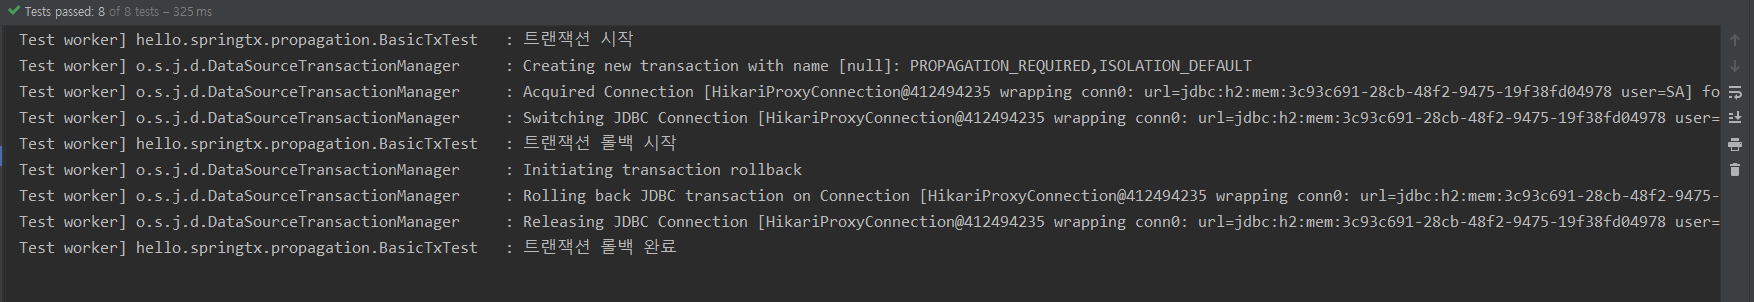 Tests passed: 8 of 8 tests – 325 ms
Test worker] hello.springtx.propagation.BasicTxTest : 트랜잭션 시작
Test worker] o.s.j.d.DataSourceTransactionManager : Creating new transaction with name [null]: PROPAGATION_REQUIRED,ISOLATION_DEFAULT
Test worker] o.s.j.d.DataSourceTransactionManager : Acquired Connection [HikariProxyConnection@412494235 wrapping conn0: url=jdbc:h2:mem:3c93c691-28cb-48f2-9475-19f38fd04978 user=SA] fo
Test worker] o.s.j.d.DataSourceTransactionManager : Switching JDBC Connection [HikariProxyConnection@412494235 wrapping conn0: url=jdbc:h2:mem:3c93c691-28cb-48f2-9475-19f38fd04978 user=
Test worker] hello.springtx.propagation.BasicTxTest : 트랜잭션 롤백 시작
Test worker] o.s.j.d.DataSourceTransactionManager : Initiating transaction rollback
Test worker] o.s.j.d.DataSourceTransactionManager : Rolling back JDBC transaction on Connection [HikariProxyConnection@412494235 wrapping conn0: url=jdbc:h2:mem:3c93c691-28cb-48f2-9475-
Test worker] o.s.j.d.DataSourceTransactionManager : Releasing JDBC Connection [HikariProxyConnection@412494235 wrapping conn0: url=jdbc:h2:mem:3c93c691-28cb-48f2-9475-19f38fd04978 user=
Test worker] hello.springtx.propagation.BasicTxTest : 트랜잭션 롤백 완료